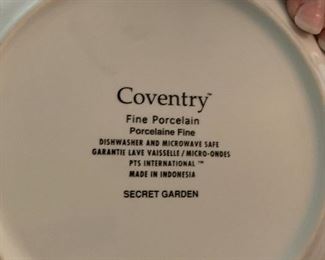 Coventry™
Fine Porcelain
Porcelaine Fine
DISHWASHER AND MICROWAVE SAFE
GARANTIE LAVE VAISSELLE / MICRO-ONDES
PTS INTERNATIONAL ™
MADE IN INDONESIA
SECRET GARDEN